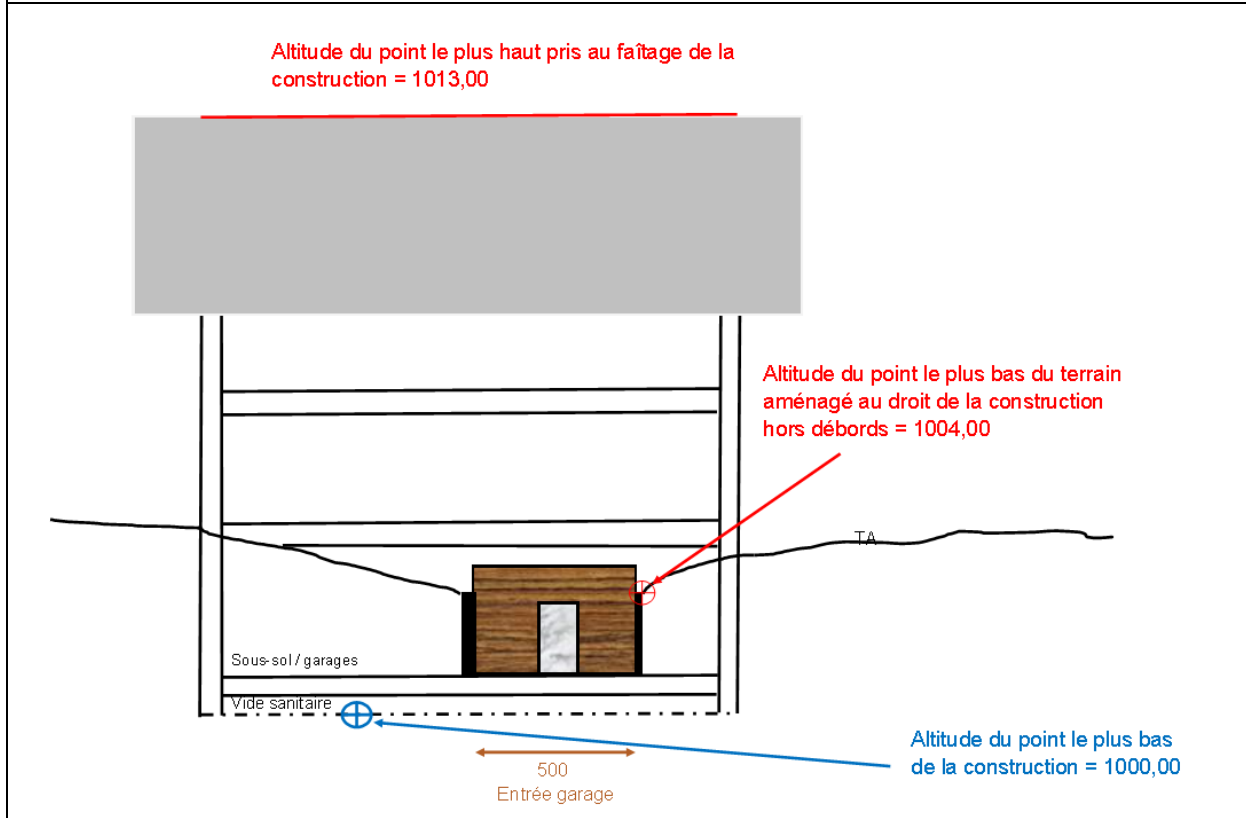 Altitude du point le plus haut pris au faîtage de la
construction = 1013,00
Altitude du point le plus bas du terrain
aménagé au droit de la construction
hors débords = 1004,00
TA
Sous-sol / garages
Vide sanitaire
Altitude du point le plus bas
de la construction = 1000,00
500
Entrée garage